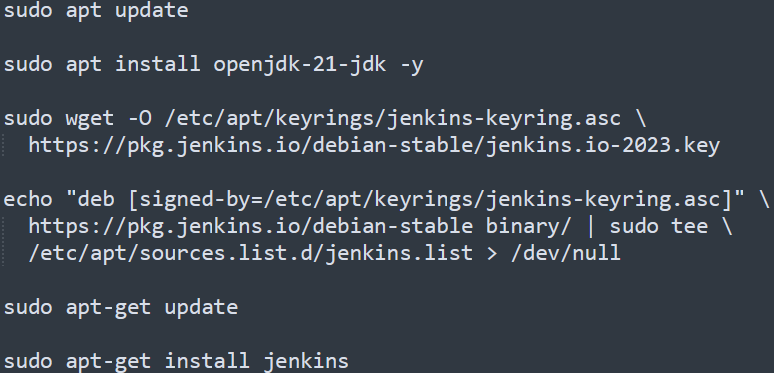 sudo apt update
sudo apt install openjdk-21-jdk -y
sudo wget -O /etc/apt/keyrings/jenkins-keyring.asc \
https://pkg.jenkins.io/debian-stable/jenkins.io-2023.key
echo "deb [signed-by=/etc/apt/keyrings/jenkins-keyring.asc]" \
https://pkg.jenkins.io/debian-stable binary/ | sudo tee \
/etc/apt/sources.list.d/jenkins.list > /dev/null
sudo apt-get update
sudo apt-get install jenkins